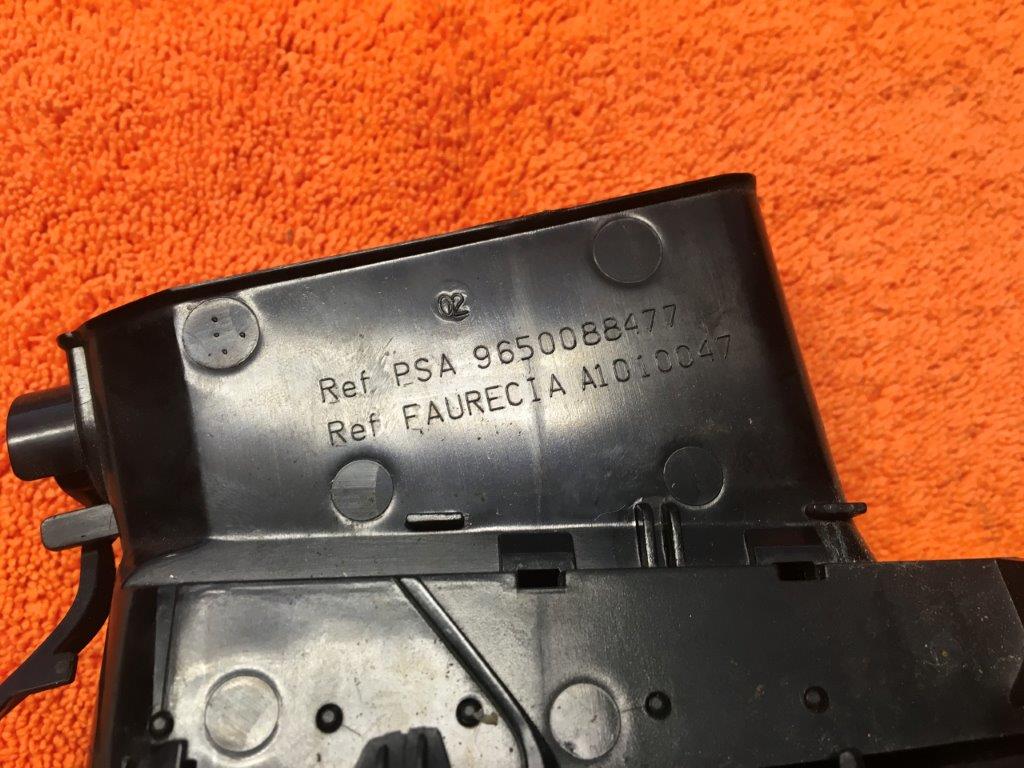 02
Ref PSA 9650088477
Ref FAURECIA A1010047